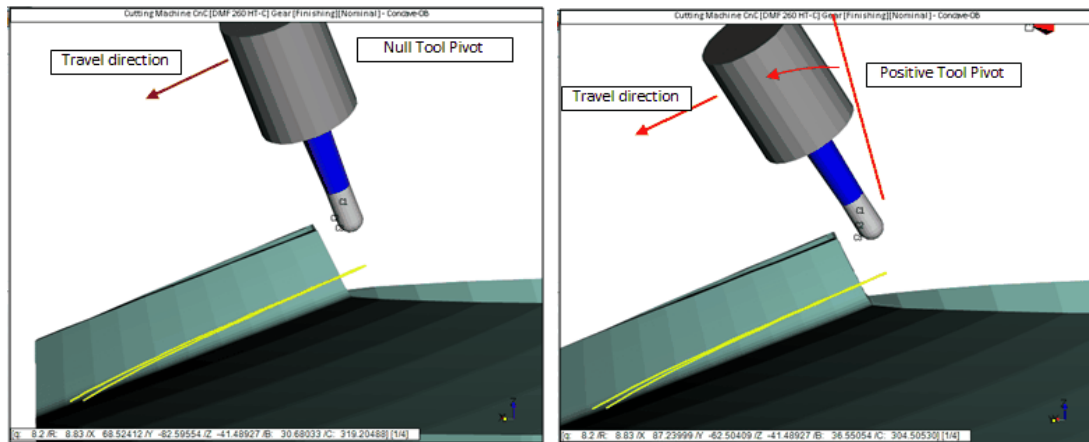 Cutting Machine CnC [DMF 260 HT-C] Gear [Finishing][Nominal] - Concave-OB
Null Tool Pivot
Travel direction
C1
[q: 8.2 /R: 8.83 /X 68.52412 /Y -82.59554 /Z -41.48927 /B: 30.68033 /C: 319.20488] [1/4]
Cutting Machine CnC [DMF 260 HT-C] Gear [Finishing][Nominal] - Concave-OB
Positive Tool Pivot
Travel direction
C1
[q: 8.2 /R: 8.83 /X 87.23999 /Y -62.50409 /Z -41.48927 /B: 36.55054 /C: 304.50530] [1/4]